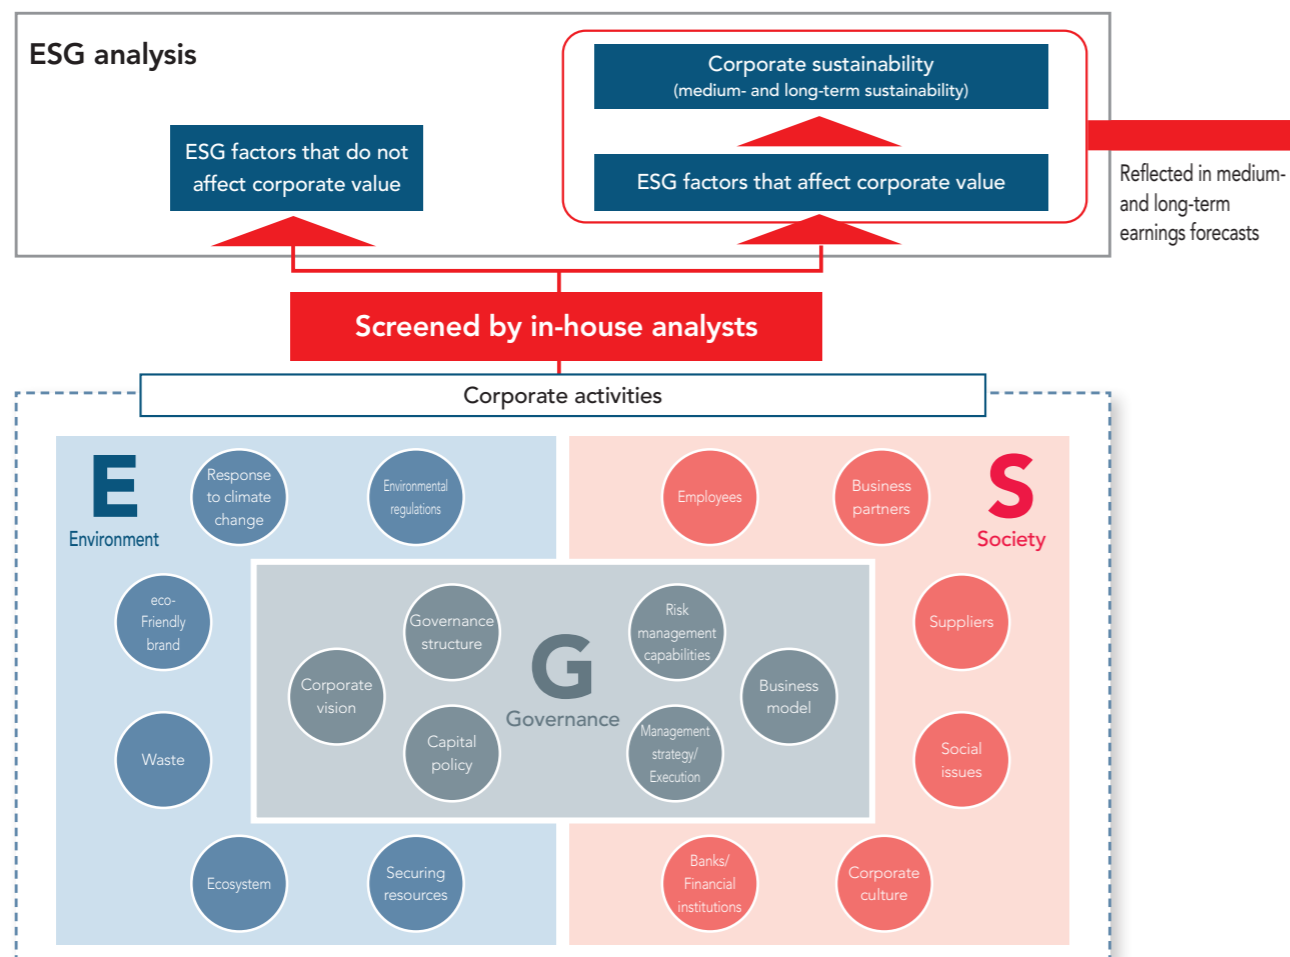 ESG analysis
Corporate sustainability
(medium- and long-term sustainability)
ESG factors that do not
affect corporate value
ESG factors that affect corporate value
Reflected in medium-
and long-term
earnings forecasts
Screened by in-house analysts
Corporate activities
E
Environment
Response
to climate
change
Environmental
regulations
eco-
Friendly
brand
Waste
Ecosystem
Securing
resources
S
Society
Employees
Business
partners
Suppliers
Social
issues
Banks/
Financial
institutions
Corporate
culture
G
Governance
Corporate
vision
Governance
structure
Capital
policy
Risk
management
capabilities
Management
strategy/
Execution
Business
model